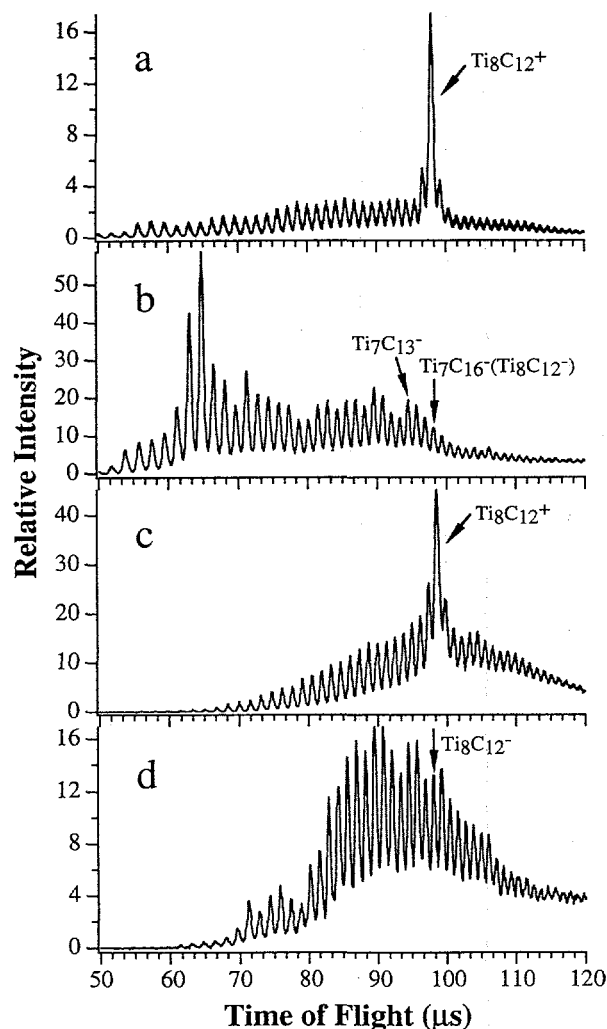 a
16
12
8
4
0
Ti8C12+
b
50
40
30
20
10
0
Ti7C13-
Ti7C16-(Ti8C12-)
Relative Intensity
c
40
30
20
10
0
Ti8C12+
d
16
12
8
4
0
Ti8C12-
50 60 70 80 90 100 110 120
Time of Flight (μs)